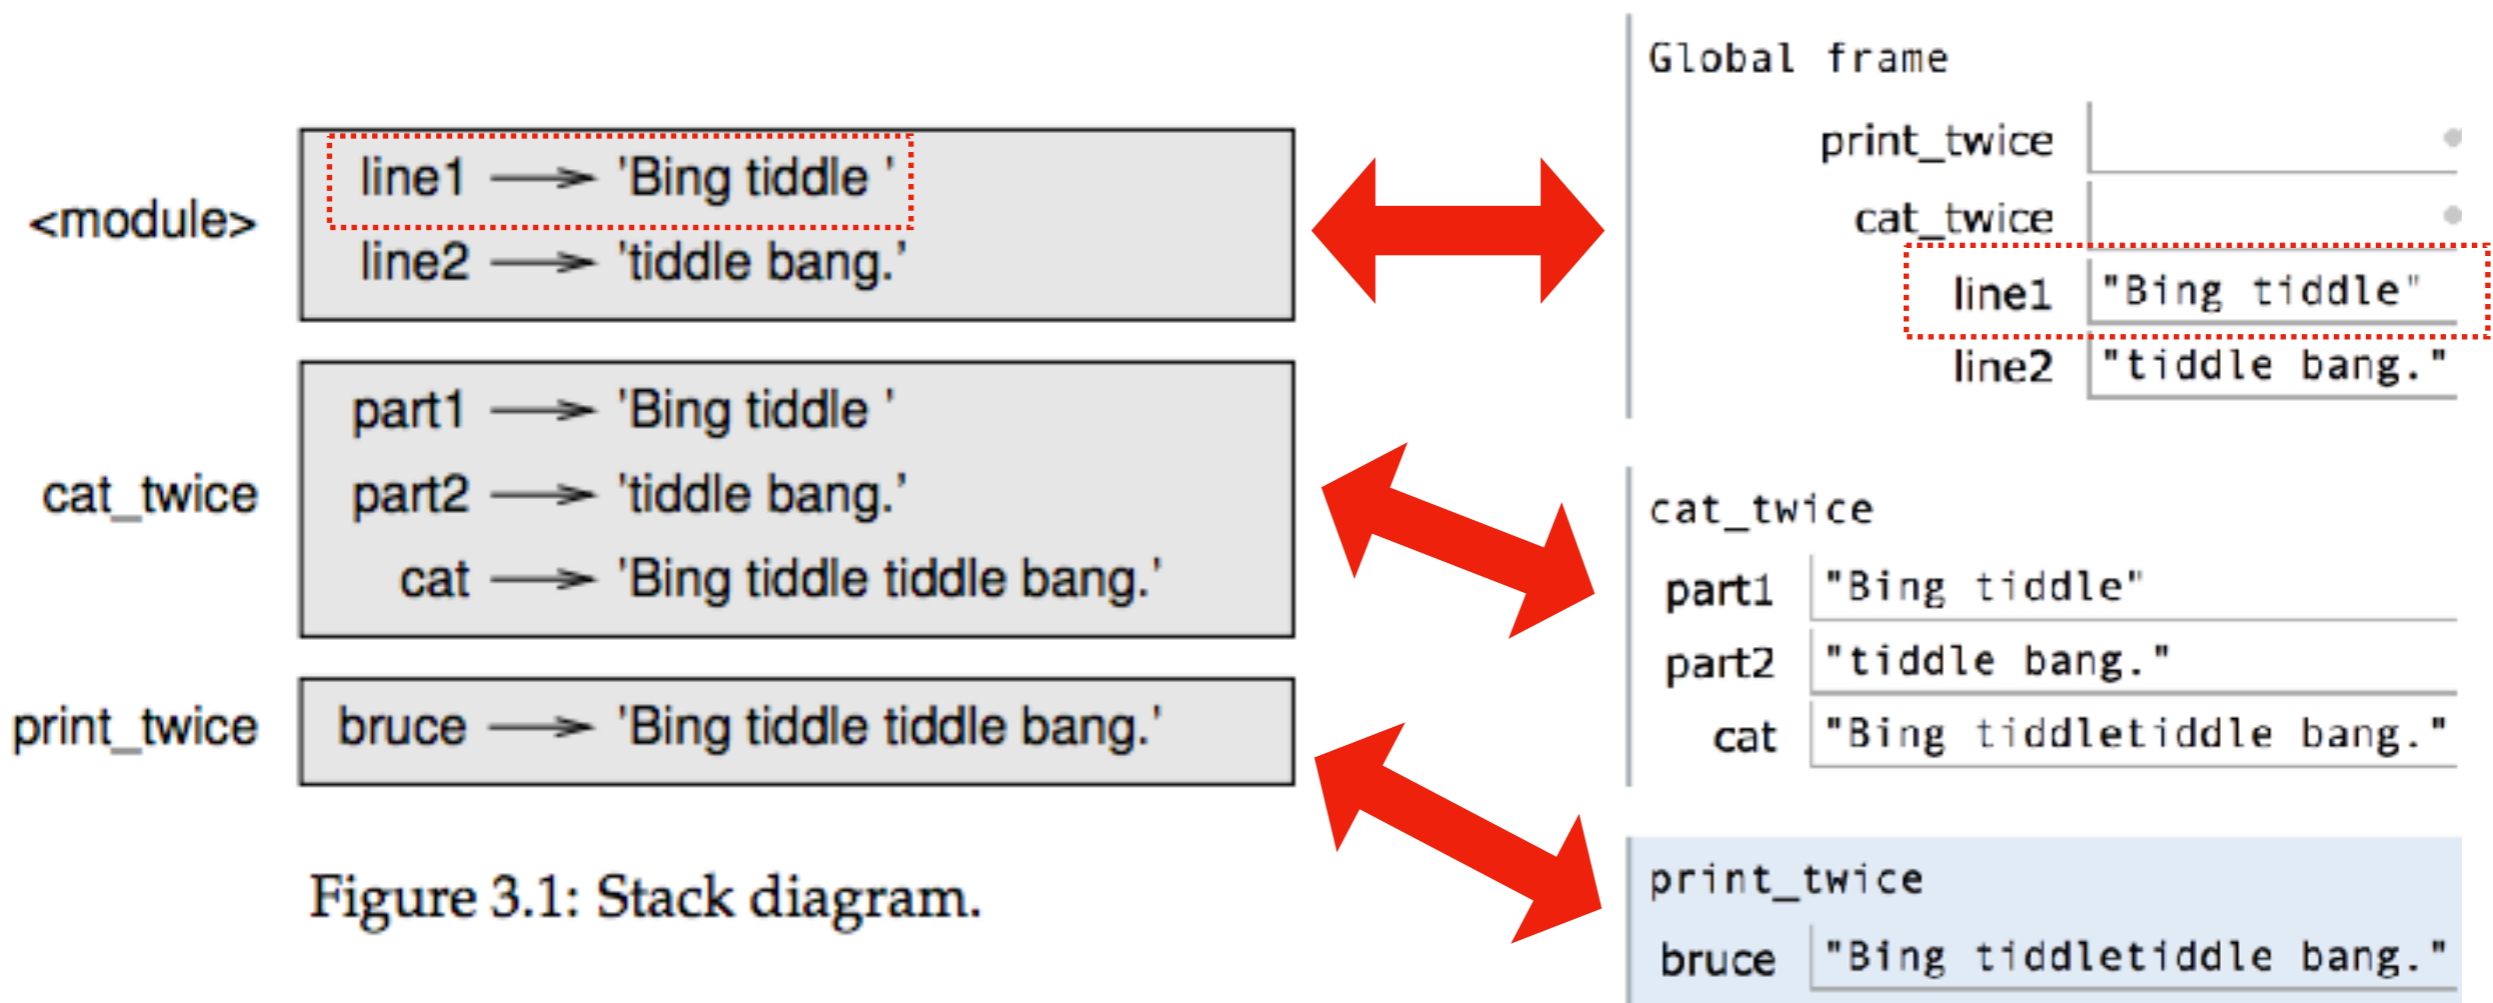 <module>
line1 'Bing tiddle '
line2 'tiddle bang.'
cat_twice
part1 'Bing tiddle '
part2 'tiddle bang.'
cat 'Bing tiddle tiddle bang.'
print_twice
bruce 'Bing tiddle tiddle bang.'
Figure 3.1: Stack diagram.
Global frame
print_twice
cat_twice
line1 "Bing tiddle"
line2 "tiddle bang."
cat_twice
part1 "Bing tiddle"
part2 "tiddle bang."
cat "Bing tiddletiddle bang."
print_twice
bruce "Bing tiddletiddle bang."